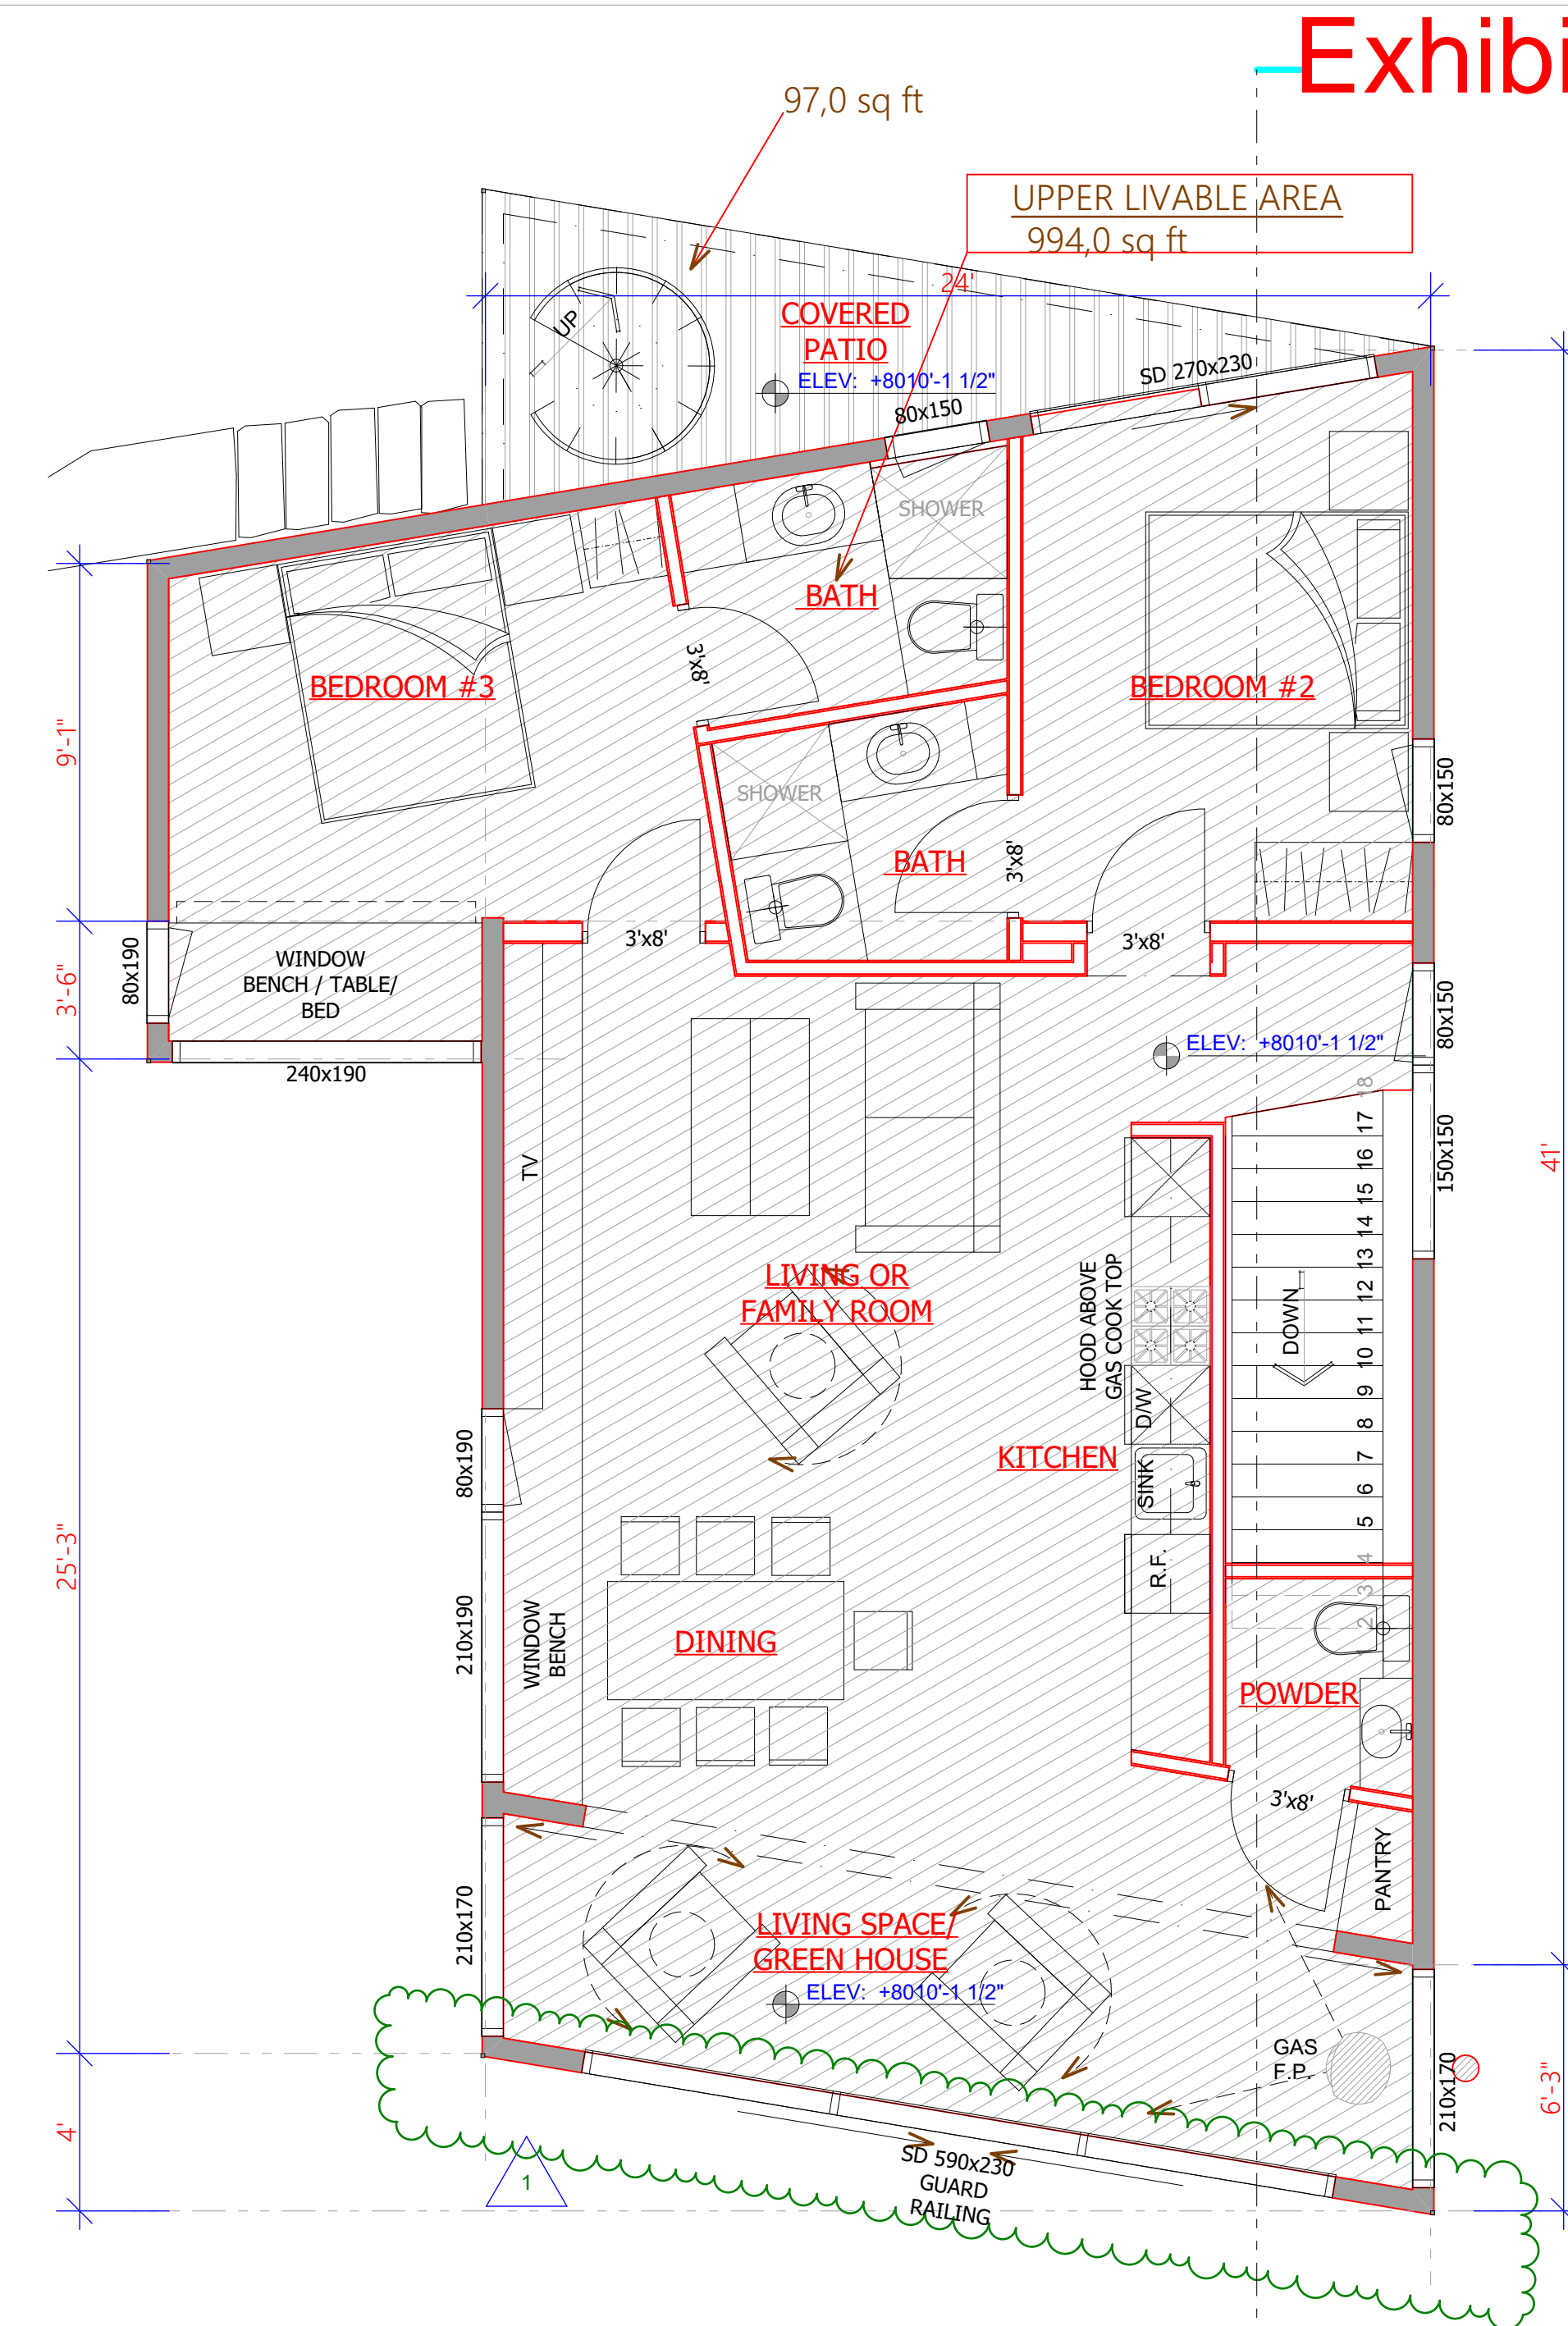 Exhibi
97,0 sq ft
UPPER LIVABLE AREA
994,0 sq ft
24'
UP
COVERED
PATIO
ELEV: +8010'-1 1/2"
SD 270x230
80x150
SHOWER
BATH
3'x8'
BEDROOM #3
BEDROOM #2
9'-1"
80x150
SHOWER
BATH
3'x8'
3'x8'
3'x8'
80x190
3'-6"
WINDOW
BENCH / TABLE/
BED
240x190
80x150
ELEV: +8010'-1 1/2"
18
17
16
15
14
13
12
11
10
9
8
7
6
5
4
3
2
150x150
41'
TV
LIVING OR
FAMILY ROOM
HOOD ABOVE
GAS COOK TOP
DOWN
D/W
KITCHEN
SINK
R.F.
80x190
25'-3"
210x190
WINDOW
BENCH
DINING
POWDER
3'x8'
PANTRY
210x170
LIVING SPACE/
GREEN HOUSE
ELEV: +8010'-1 1/2"
GAS
F.P.
210x170
6'-3"
4'
1
SD 590x230
GUARD
RAILING